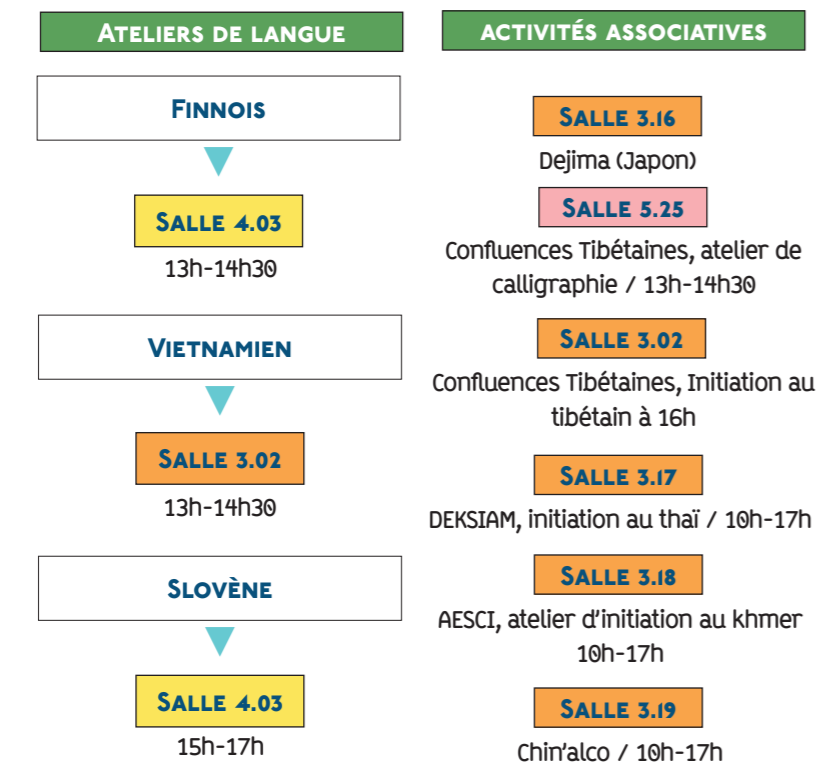 Ateliers de langue
Finnois
Salle 4.03
13h-14h30
Vietnamien
Salle 3.02
13h-14h30
Slovène
Salle 4.03
15h-17h
activités associatives
Salle 3.16
Dejima (Japon)
Salle 5.25
Confluences Tibétaines, atelier de
calligraphie / 13h-14h30
Salle 3.02
Confluences Tibétaines, Initiation au
tibétain à 16h
Salle 3.17
DEKSIAM, initiation au thaï / 10h-17h
Salle 3.18
AESCI, atelier d'initiation au khmer
10h-17h
Salle 3.19
Chin'alco / 10h-17h